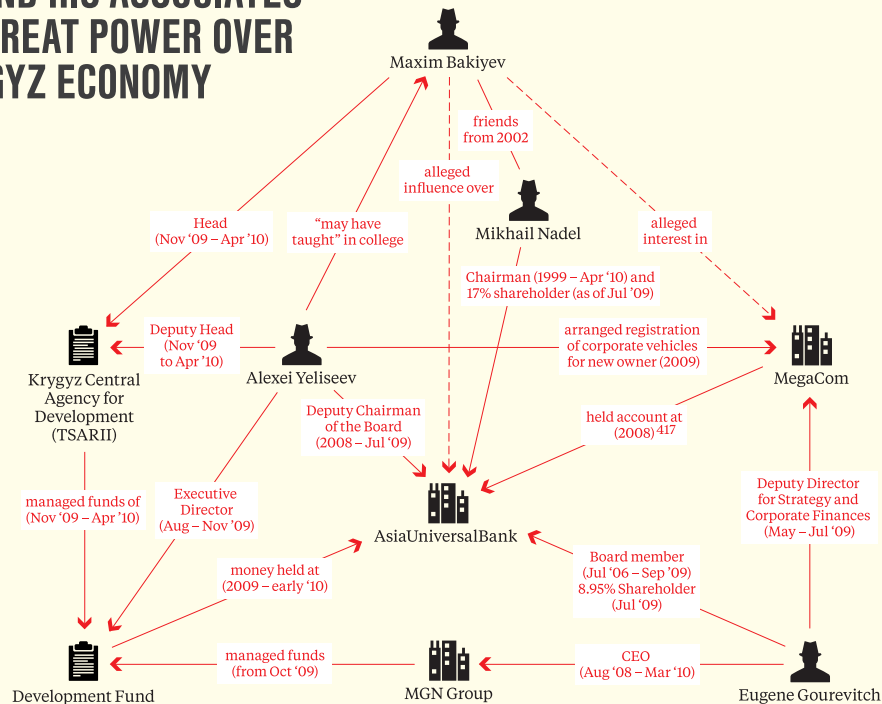 REAT POWER OVER
GYZ ECONOMY
Maxim Bakiyev
friends
from 2002
alleged
influence over
Mikhail Nadel
Head
(Nov ‘09 – Apr ’10)
“may have
taught” in college
alleged
interest in
Chairman (1999 – Apr ‘10) and
17% shareholder (as of Jul ’09)
Deputy Head
(Nov ‘09
to Apr ’10)
Alexei Yeliseev
arranged registration
of corporate vehicles
for new owner (2009)
MegaCom
Krygyz Central
Agency for
Development
(TSARII)
Deputy Chairman
of the Board
(2008 – Jul ‘09)
held account at
(2008) 417
managed funds of
(Nov ‘09 – Apr ’10)
Executive
Director
(Aug – Nov ’09)
AsiaUniversalBank
Deputy Director
for Strategy and
Corporate Finances
(May – Jul ‘09)
money held at
(2009 – early ‘10)
Board member
(Jul ‘06 – Sep ’09)
8.95% Shareholder
(Jul ‘09)
managed funds
(from Oct ‘09)
CEO
(Aug ‘08 – Mar ’10)
Development Fund
MGN Group
Eugene Gourevitch